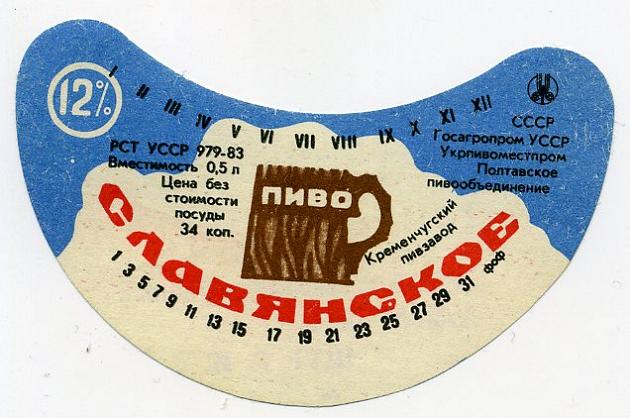 12%
I II III IV V VI VII VIII IX X XI XII
РСТ УССР 979-83
Вместимость 0,5 л
Цена без
стоимости
посуды
34 коп.
СССР
Госагропром УССР
Укрпивоместпром
Полтавское
пивообъединение
ПИВО
Кременчугский
пивзавод
СЛАВЯНСКОЕ
1 3 5 7 9 11 13 15 17 19 21 23 25 27 29 31 фоф